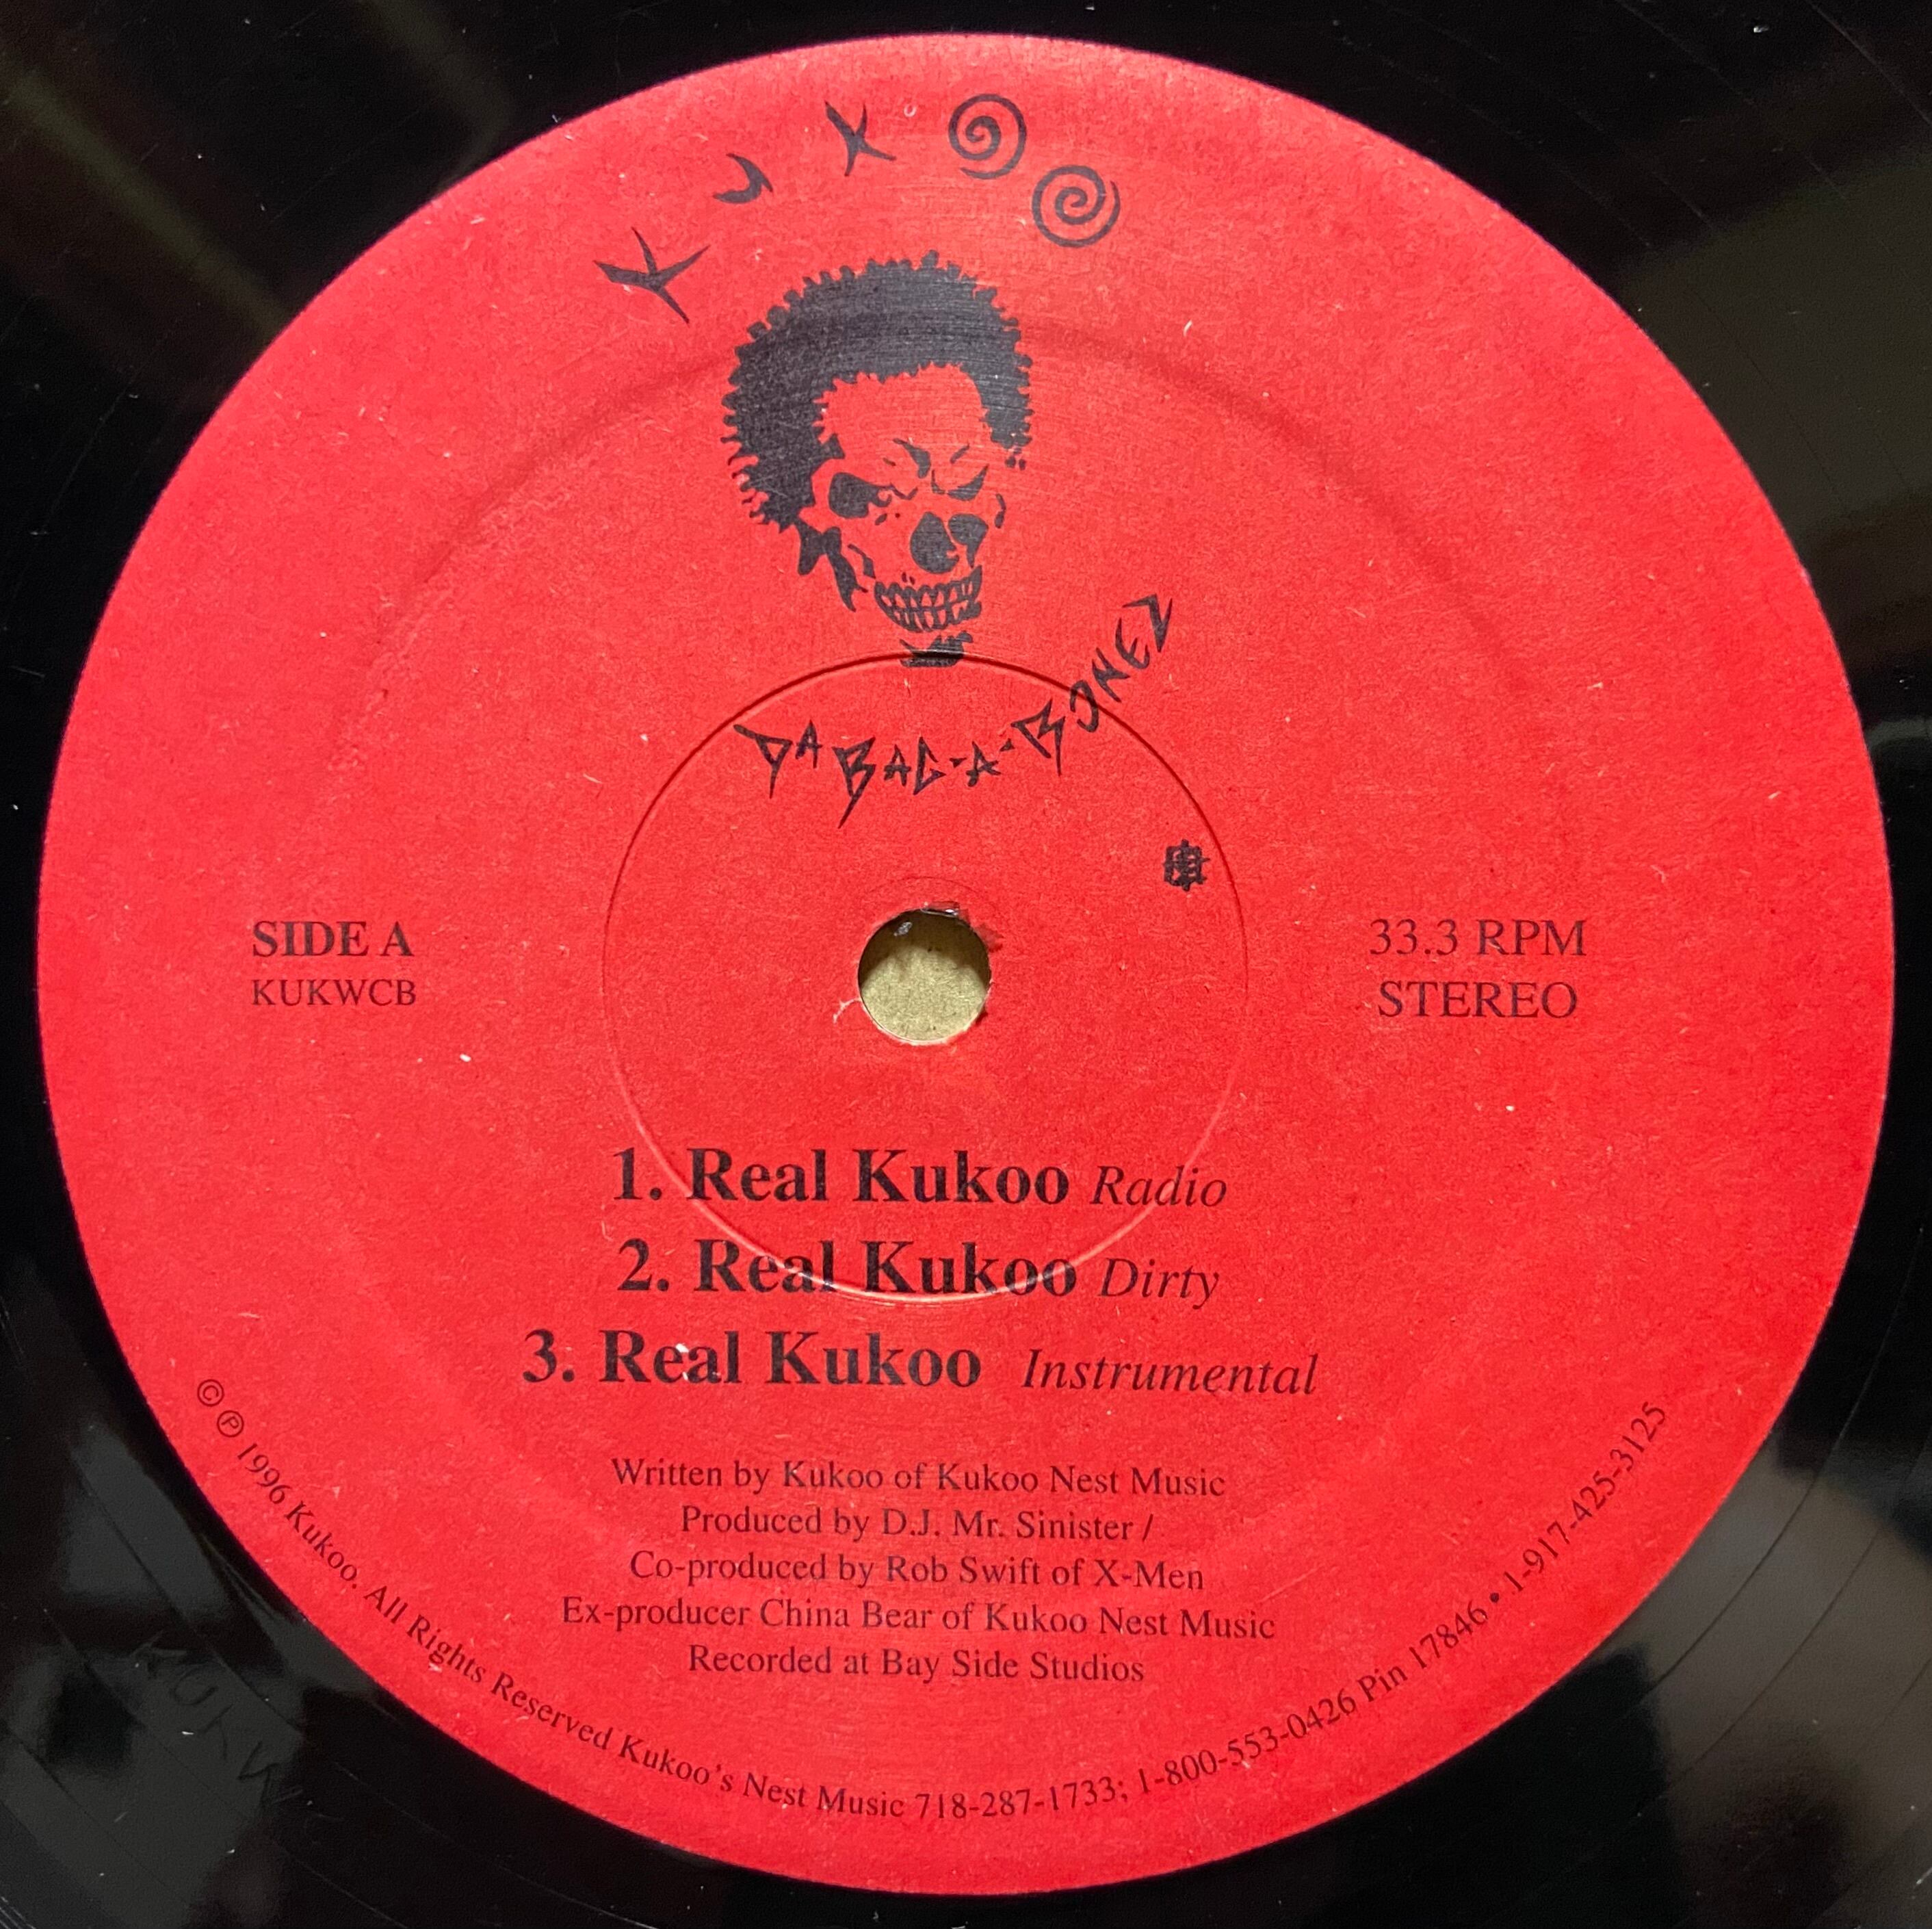 KUKOO
DA BAG-A-BONEZ
SIDE A
KUKWCB
33.3 RPM
STEREO
1. Real Kukoo Radio
2. Real Kukoo Dirty
3. Real Kukoo Instrumental
Written by Kukoo of Kukoo Nest Music
Produced by D.J. Mr. Sinister /
Co-produced by Rob Swift of X-Men
Ex-producer China Bear of Kukoo Nest Music
Recorded at Bay Side Studios
©℗ 1996 Kukoo. All Rights Reserved Kukoo's Nest Music 718-287-1733; 1-800-553-0426 Pin 17846 • 1-917-425-3125